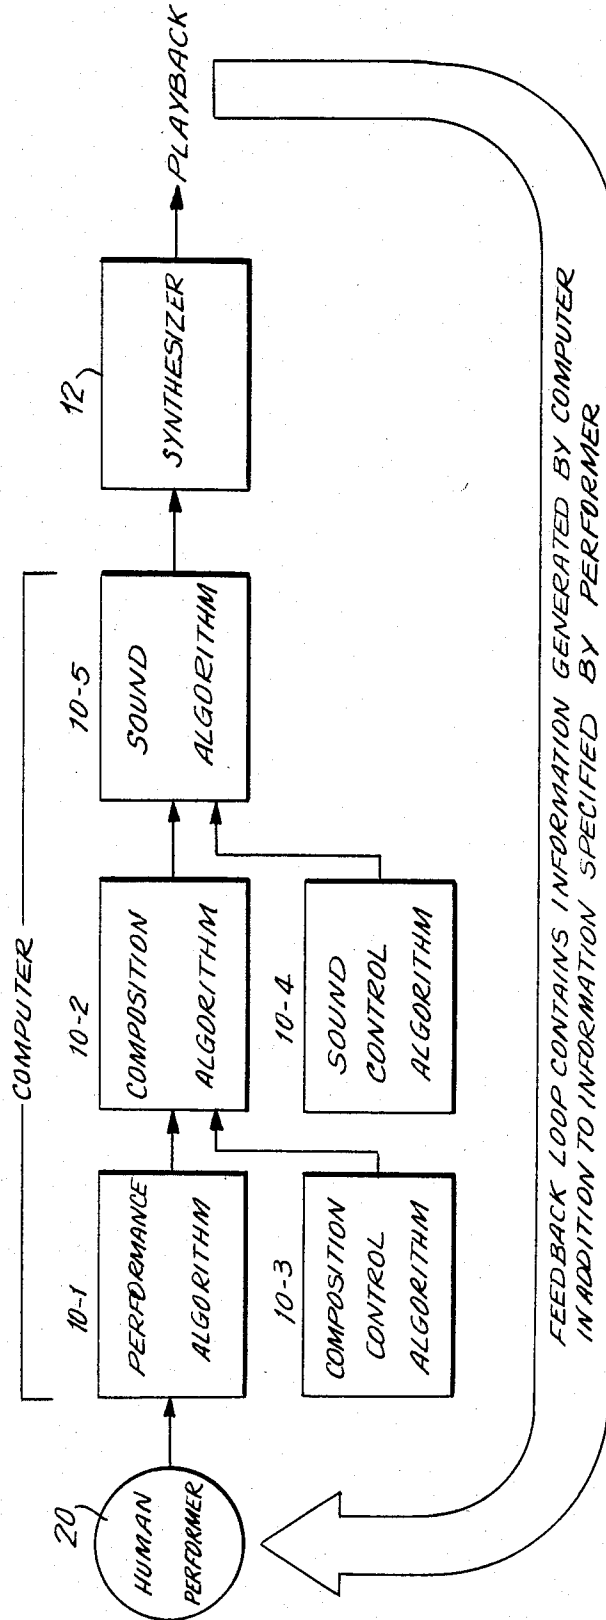 COMPUTER
20
HUMAN
PERFORMER
10-1
PERFORMANCE
ALGORITHM
10-2
COMPOSITION
ALGORITHM
10-5
SOUND
ALGORITHM
12
SYNTHESIZER
PLAYBACK
10-3
COMPOSITION
CONTROL
ALGORITHM
10-4
SOUND
CONTROL
ALGORITHM
FEEDBACK LOOP CONTAINS INFORMATION GENERATED BY COMPUTER
IN ADDITION TO INFORMATION SPECIFIED BY PERFORMER